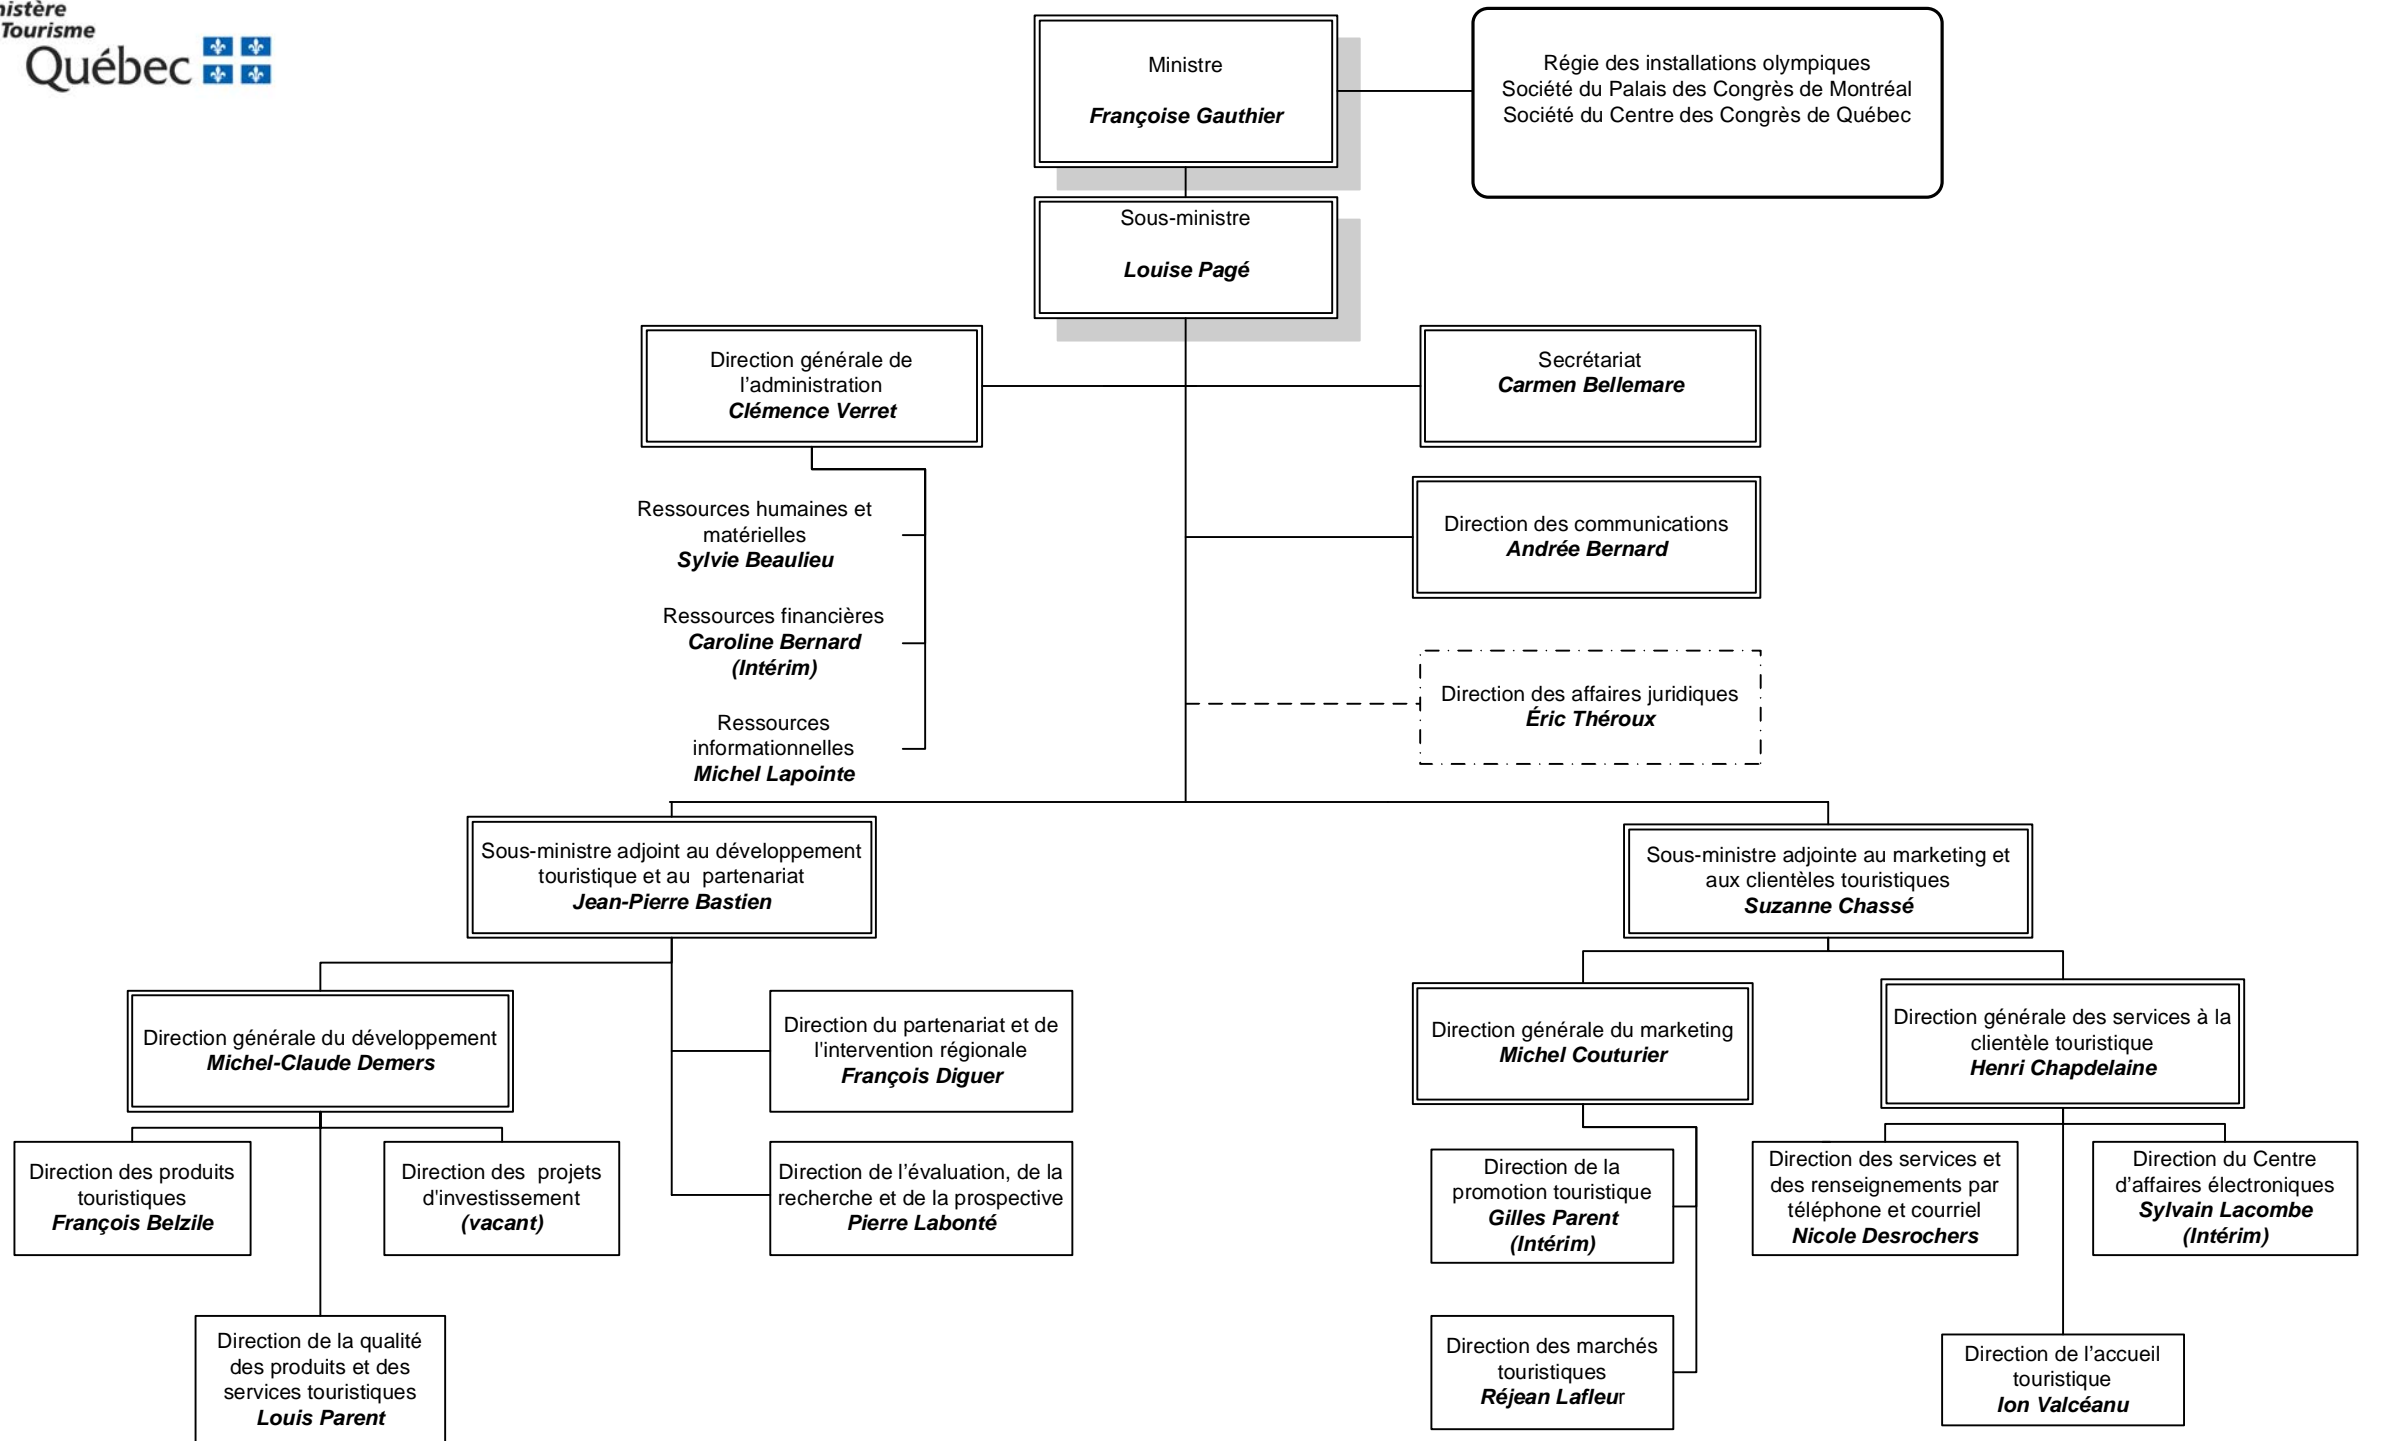 nistère
Tourisme
Québec
Ministre
Françoise Gauthier
Régie des installations olympiques
Société du Palais des Congrès de Montréal
Société du Centre des Congrès de Québec
Sous-ministre
Louise Pagé
Direction générale de
l’administration
Clémence Verret
Secrétariat
Carmen Bellemare
Ressources humaines et
matérielles
Sylvie Beaulieu
Direction des communications
Andrée Bernard
Ressources financières
Caroline Bernard
(Intérim)
Direction des affaires juridiques
Éric Théroux
Ressources
informationnelles
Michel Lapointe
Sous-ministre adjoint au développement
touristique et au partenariat
Jean-Pierre Bastien
Sous-ministre adjointe au marketing et
aux clientèles touristiques
Suzanne Chassé
Direction générale du développement
Michel-Claude Demers
Direction du partenariat et de
l'intervention régionale
François Diguer
Direction générale du marketing
Michel Couturier
Direction générale des services à la
clientèle touristique
Henri Chapdelaine
Direction des produits
touristiques
François Belzile
Direction des projets
d'investissement
(vacant)
Direction de l’évaluation, de la
recherche et de la prospective
Pierre Labonté
Direction de la
promotion touristique
Gilles Parent
(Intérim)
Direction des services et
des renseignements par
téléphone et courriel
Nicole Desrochers
Direction du Centre
d’affaires électroniques
Sylvain Lacombe
(Intérim)
Direction de la qualité
des produits et des
services touristiques
Louis Parent
Direction des marchés
touristiques
Réjean Lafleur
Direction de l’accueil
touristique
Ion Valcéanu